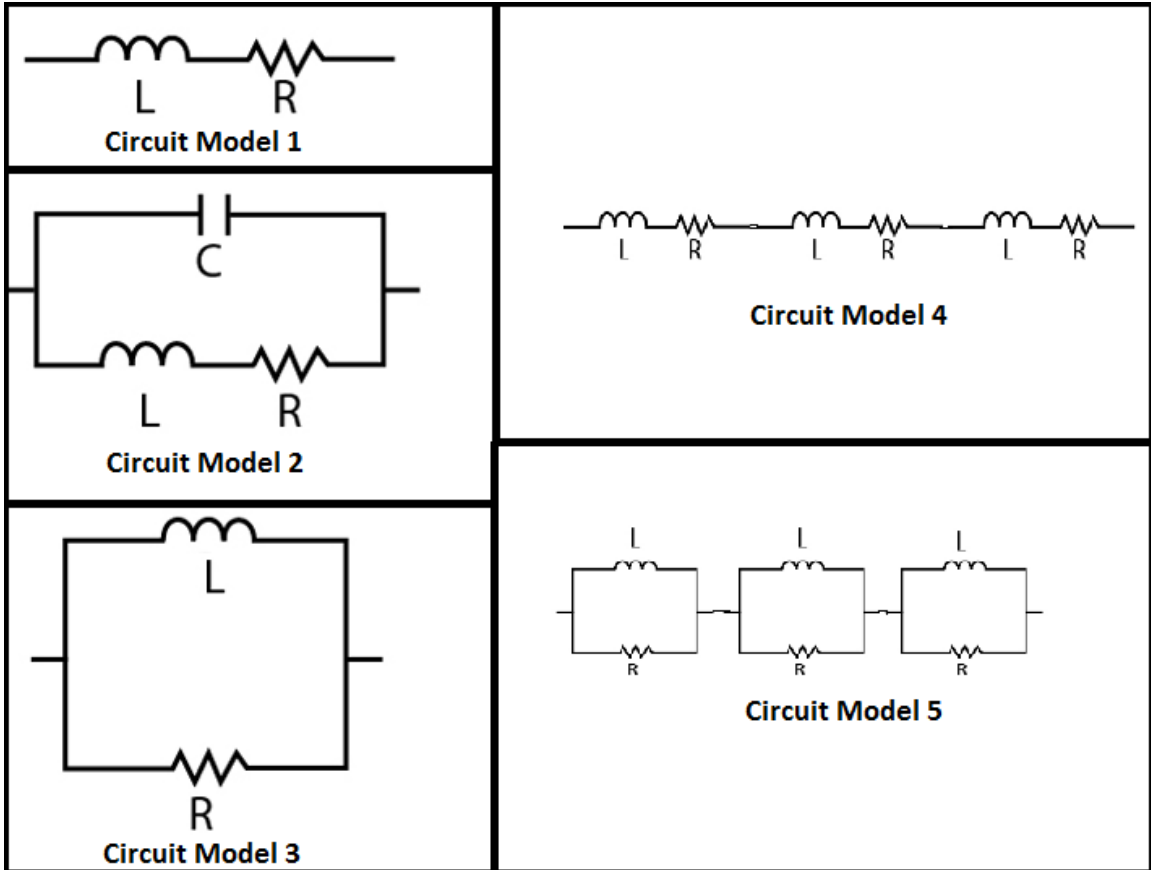 L R
Circuit Model 1
C
L R
Circuit Model 2
L
R
Circuit Model 3
L R L R L R
Circuit Model 4
L L L
R R R
Circuit Model 5